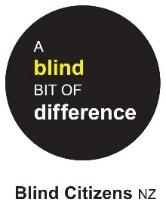 A
blind
BIT OF
difference
Blind Citizens NZ